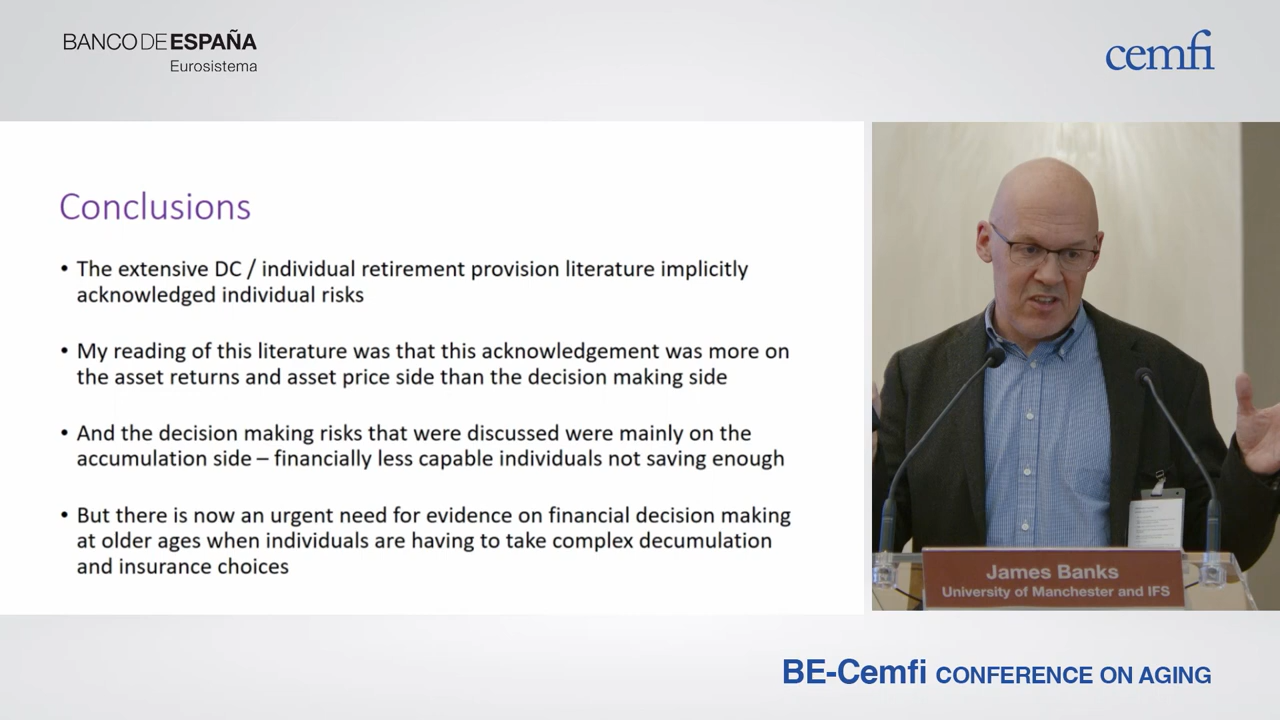 BANCO DE ESPAÑA
Eurosistema
cemfi
Conclusions
• The extensive DC / individual retirement provision literature implicitly
acknowledged individual risks
• My reading of this literature was that this acknowledgement was more on
the asset returns and asset price side than the decision making side
• And the decision making risks that were discussed were mainly on the
accumulation side – financially less capable individuals not saving enough
• But there is now an urgent need for evidence on financial decision making
at older ages when individuals are having to take complex decumulation
and insurance choices
James Banks
University of Manchester and IFS
BE-Cemfi CONFERENCE ON AGING